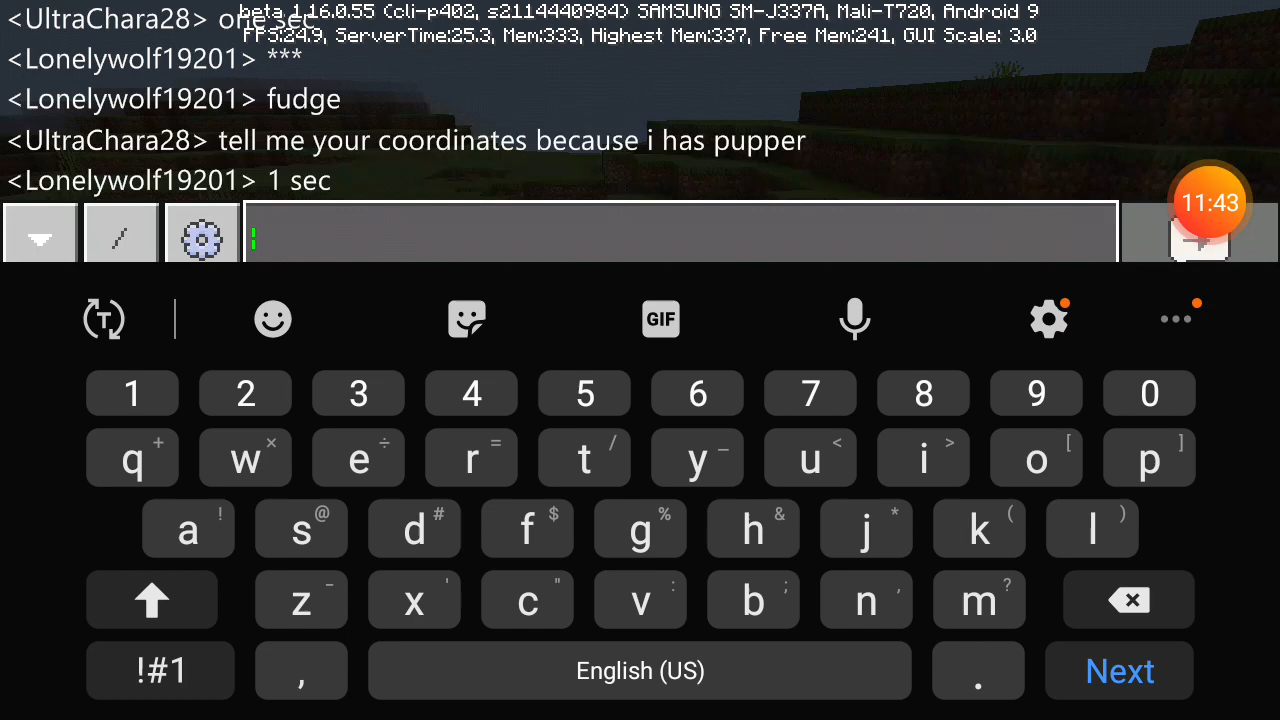 beta 1.16.0.55 (cli-p402, s2114440984) SAMSUNG SM-J337A, Mali-T720, Android 9
FPS:24.9, ServerTime:25.3, Mem:333, Highest Mem:337, Free Mem:241, GUI Scale: 3.0
<UltraChara28> one sec
<Lonelywolf19201> ***
<Lonelywolf19201> fudge
<UltraChara28> tell me your coordinates because i has pupper
<Lonelywolf19201> 1 sec
/
11:43
T GIF
1 2 3 4 5 6 7 8 9 0
q + w × e ÷ r = t / y _ u < i > o [ p ]
a ! s @ d # f $ g % h & j * k ( l )
z - x ' c " v : b ; n , m ?
!#1 , English (US) . Next